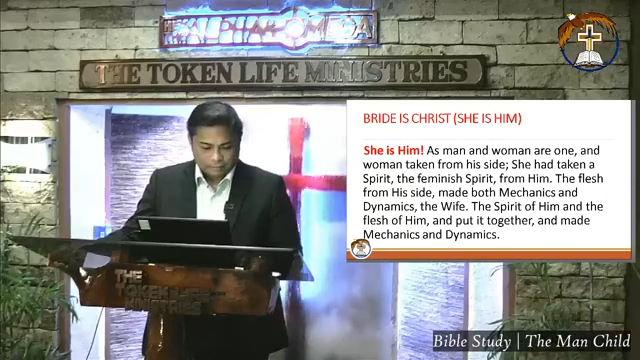 THE TOKEN LIFE MINISTRIES
BRIDE IS CHRIST (SHE IS HIM)
She is Him! As man and woman are one, and
woman taken from his side; She had taken a
Spirit, the feminish Spirit, from Him. The flesh
from His side, made both Mechanics and
Dynamics, the Wife. The Spirit of Him and the
flesh of Him, and put it together, and made
Mechanics and Dynamics.
THE
Bible Study | The Man Child